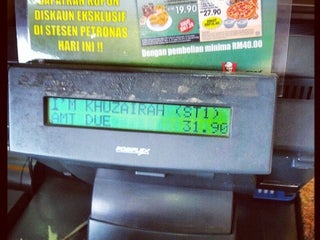 DAPATKAN KUPON
DISKAUN EKSKLUSIF
DI STESEN PETRONAS
HARI INI !!
19.90
27.90
Dengan pembelian minima RM40.00
I'M KHUZAIRAH (ST1)
AMT DUE 31.90
POSIFLEX